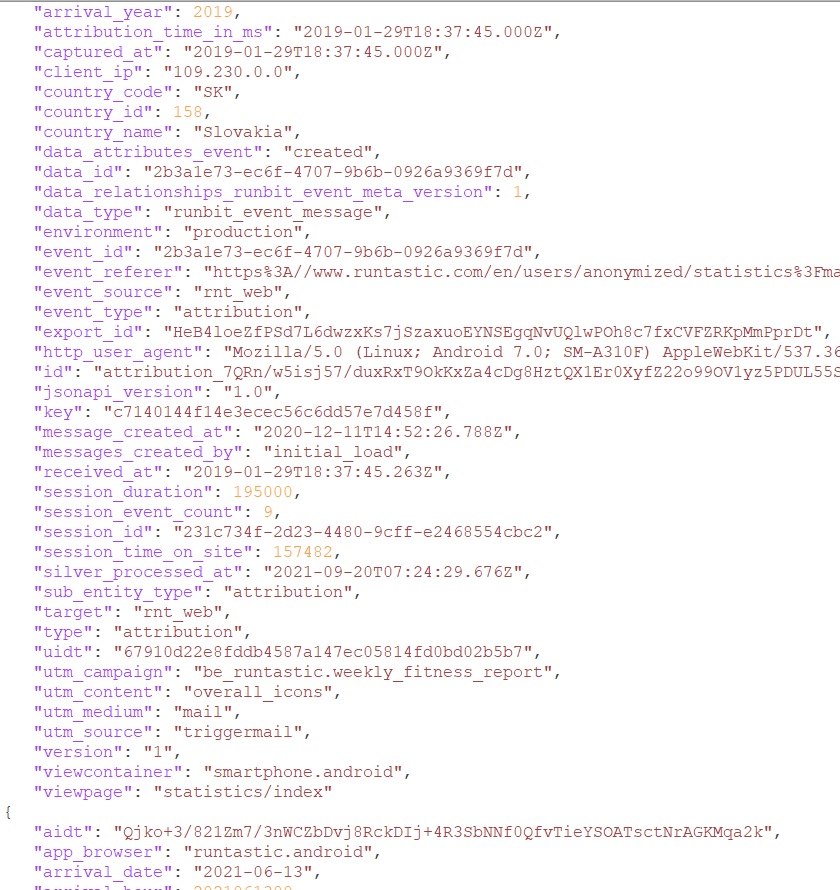 "arrival_year": 2019,
"attribution_time_in_ms": "2019-01-29T18:37:45.000Z",
"captured_at": "2019-01-29T18:37:45.000Z",
"client_ip": "109.230.0.0",
"country_code": "SK",
"country_id": 158,
"country_name": "Slovakia",
"data_attributes_event": "created",
"data_id": "2b3a1e73-ec6f-4707-9b6b-0926a9369f7d",
"data_relationships_runbit_event_meta_version": 1,
"data_type": "runbit_event_message",
"environment": "production",
"event_id": "2b3a1e73-ec6f-4707-9b6b-0926a9369f7d",
"event_referer": "https%3A//www.runtastic.com/en/users/anonymized/statistics%3Fma
"event_source": "rnt_web",
"event_type": "attribution",
"export_id": "HeB4loeZfPSd7L6dwzxKs7jSzaxuoEYNSEgqNvUQlwPOh8c7fxCVFZRKpMmPprDt",
"http_user_agent": "Mozilla/5.0 (Linux; Android 7.0; SM-A310F) AppleWebKit/537.36
"id": "attribution_7QRn/w5isj57/duxRxT9OkKxZa4cDg8HztQX1Er0XyfZ22o99OV1yz5PDUL55S
"jsonapi_version": "1.0",
"key": "c7140144f14e3ecec56c6dd57e7d458f",
"message_created_at": "2020-12-11T14:52:26.788Z",
"messages_created_by": "initial_load",
"received_at": "2019-01-29T18:37:45.263Z",
"session_duration": 195000,
"session_event_count": 9,
"session_id": "231c734f-2d23-4480-9cff-e2468554cbc2",
"session_time_on_site": 157482,
"silver_processed_at": "2021-09-20T07:24:29.676Z",
"sub_entity_type": "attribution",
"target": "rnt_web",
"type": "attribution",
"uidt": "67910d22e8fddb4587a147ec05814fd0bd02b5b7",
"utm_campaign": "be_runtastic.weekly_fitness_report",
"utm_content": "overall_icons",
"utm_medium": "mail",
"utm_source": "triggermail",
"version": "1",
"viewcontainer": "smartphone.android",
"viewpage": "statistics/index"
{
"aidt": "Qjko+3/821Zm7/3nWCZbDvj8RckDIj+4R3SbNNf0QfvTieYSOATsctNrAGKMqa2k",
"app_browser": "runtastic.android",
"arrival_date": "2021-06-13",